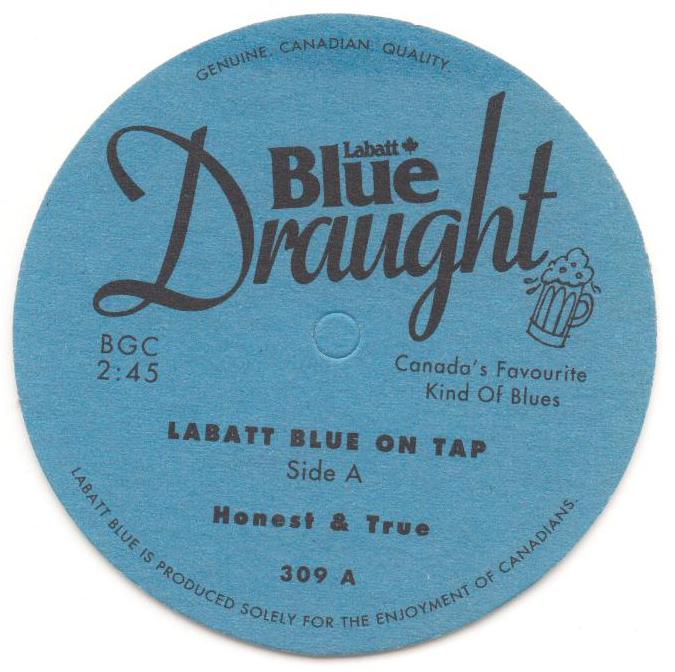 GENUINE. CANADIAN. QUALITY.
Labatt
Blue
Draught
BGC
2:45
Canada's Favourite
Kind Of Blues
LABATT BLUE ON TAP
Side A
Honest & True
309 A
LABATT BLUE IS PRODUCED SOLELY FOR THE ENJOYMENT OF CANADIANS.